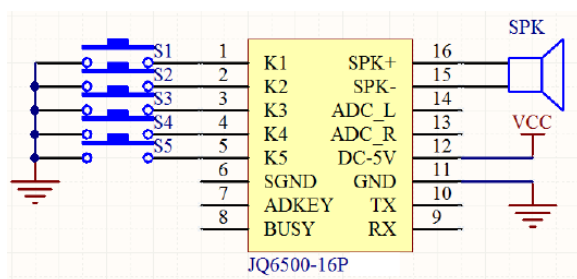 SPK
S1 1 K1 SPK+ 16
S2 2 K2 SPK- 15
S3 3 K3 ADC_L 14
S4 4 K4 ADC_R 13 VCC
S5 5 K5 DC-5V 12
6 SGND GND 11
7 ADKEY TX 10
8 BUSY RX 9
JQ6500-16P